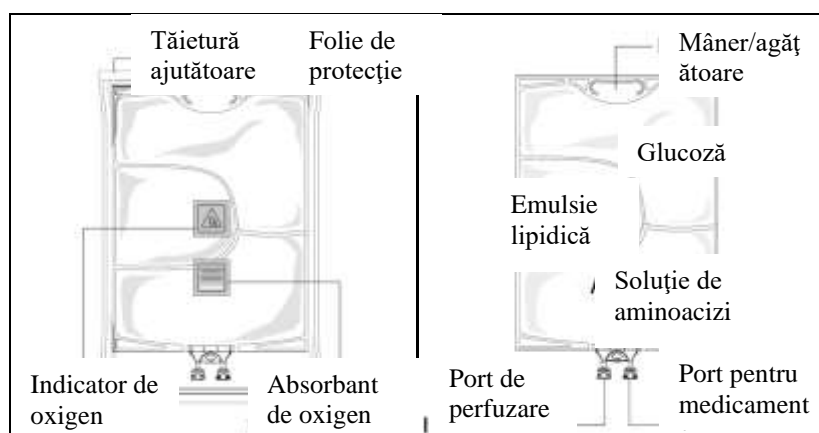 Tăietură
ajutătoare
Folie de
protecţie
Mâner/agăţ
ătoare
Glucoză
Emulsie
lipidică
Soluţie de
aminoacizi
Indicator de
oxigen
Absorbant
de oxigen
Port de
perfuzare
Port pentru
medicament